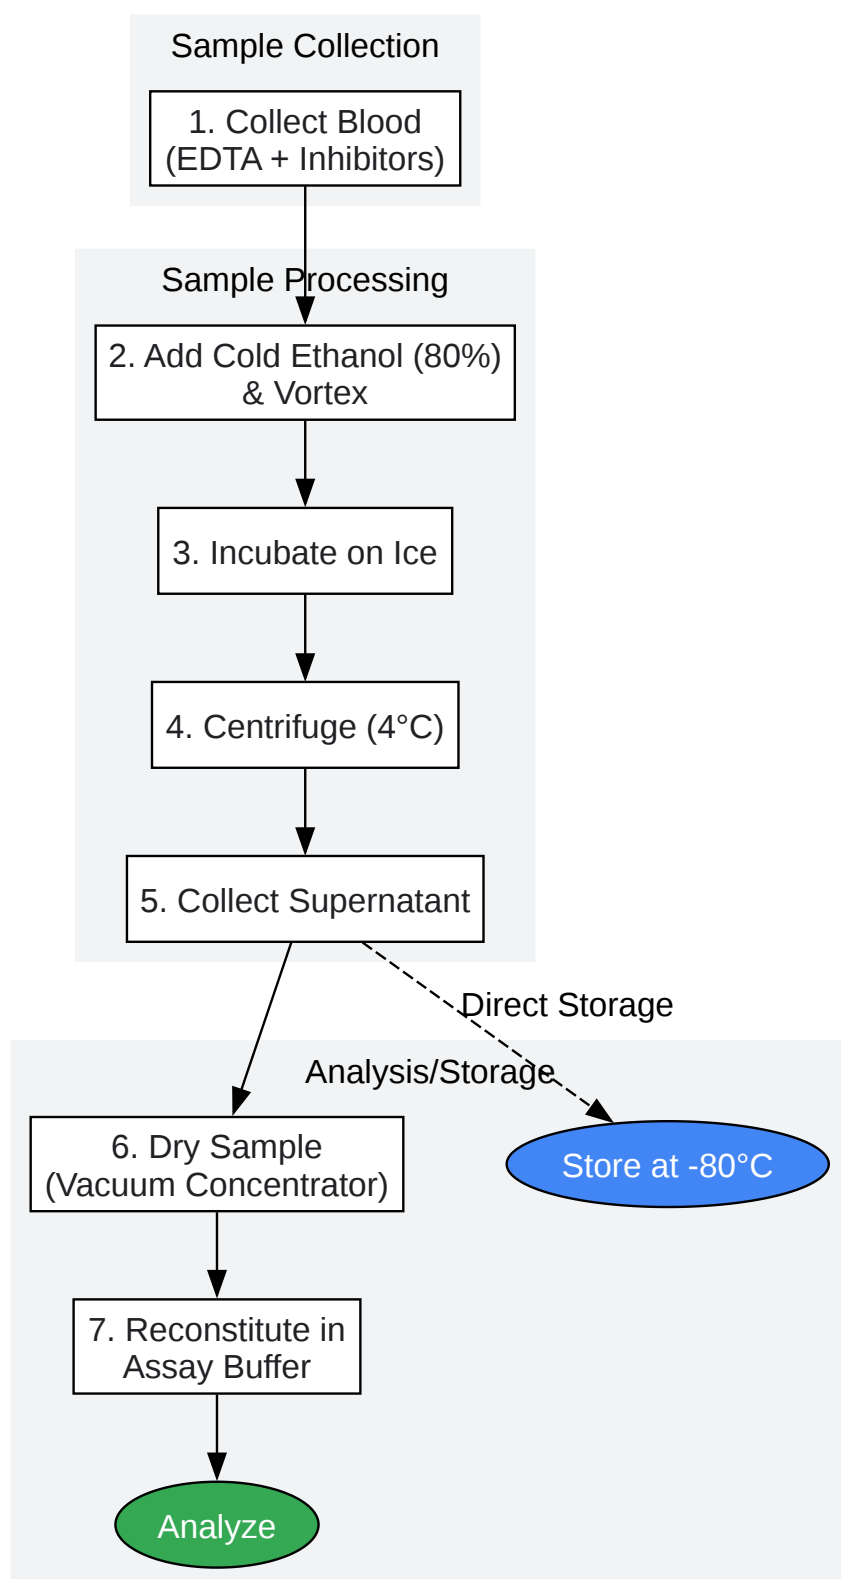 Sample Collection
1. Collect Blood
(EDTA + Inhibitors)
Sample Processing
2. Add Cold Ethanol (80%)
& Vortex
3. Incubate on Ice
4. Centrifuge (4°C)
5. Collect Supernatant
Direct Storage
Analysis/Storage
6. Dry Sample
(Vacuum Concentrator)
Store at -80°C
7. Reconstitute in
Assay Buffer
Analyze